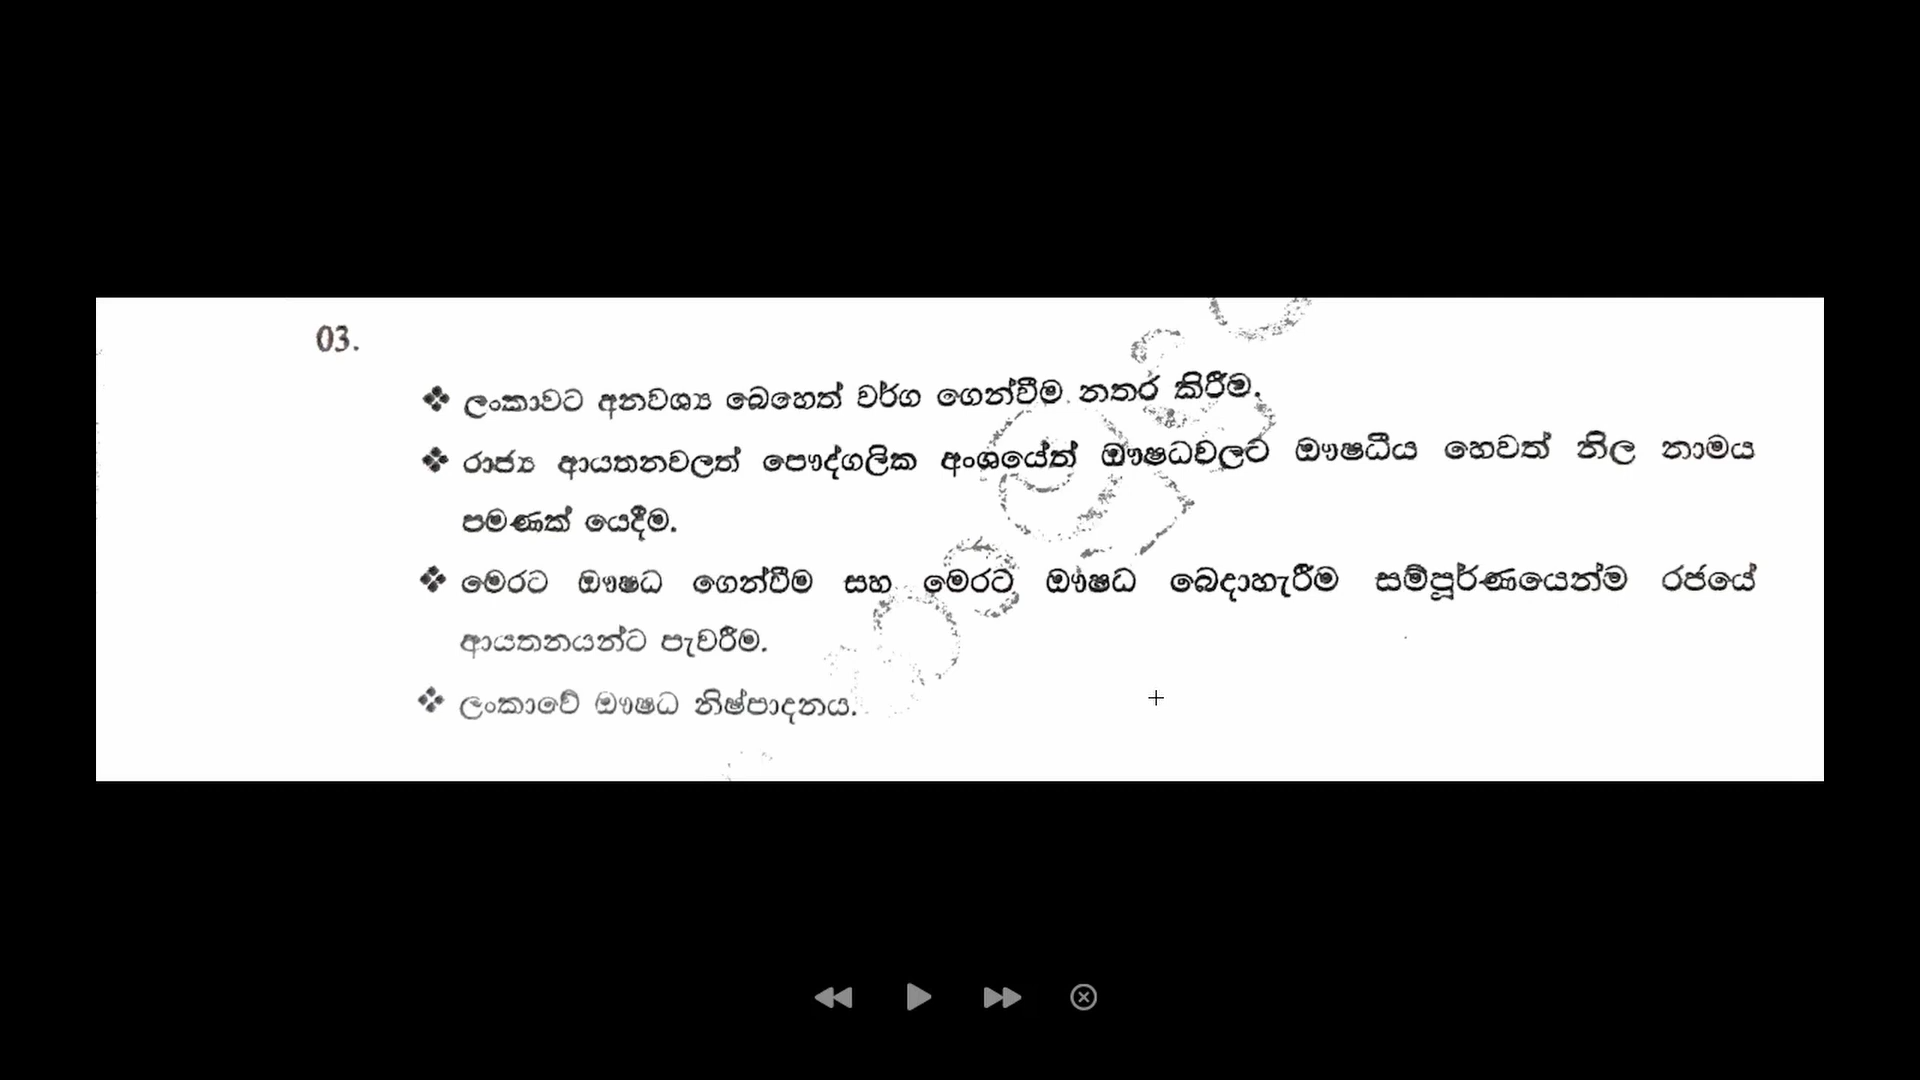 03.
❖ ලංකාවට අනවශ්‍ය බෙහෙත් වර්ග ගෙන්වීම නතර කිරීම.
❖ රාජ්‍ය ආයතනවලත් පෞද්ගලික අංශයේත් ඖෂධවලට ඖෂධීය හෙවත් නිල නාමය
පමණක් යෙදීම.
❖ මෙරට ඖෂධ ගෙන්වීම සහ මෙරට ඖෂධ බෙදාහැරීම සම්පූර්ණයෙන්ම රජයේ
ආයතනයන්ට පැවරීම.
❖ ලංකාවේ ඖෂධ නිෂ්පාදනය.